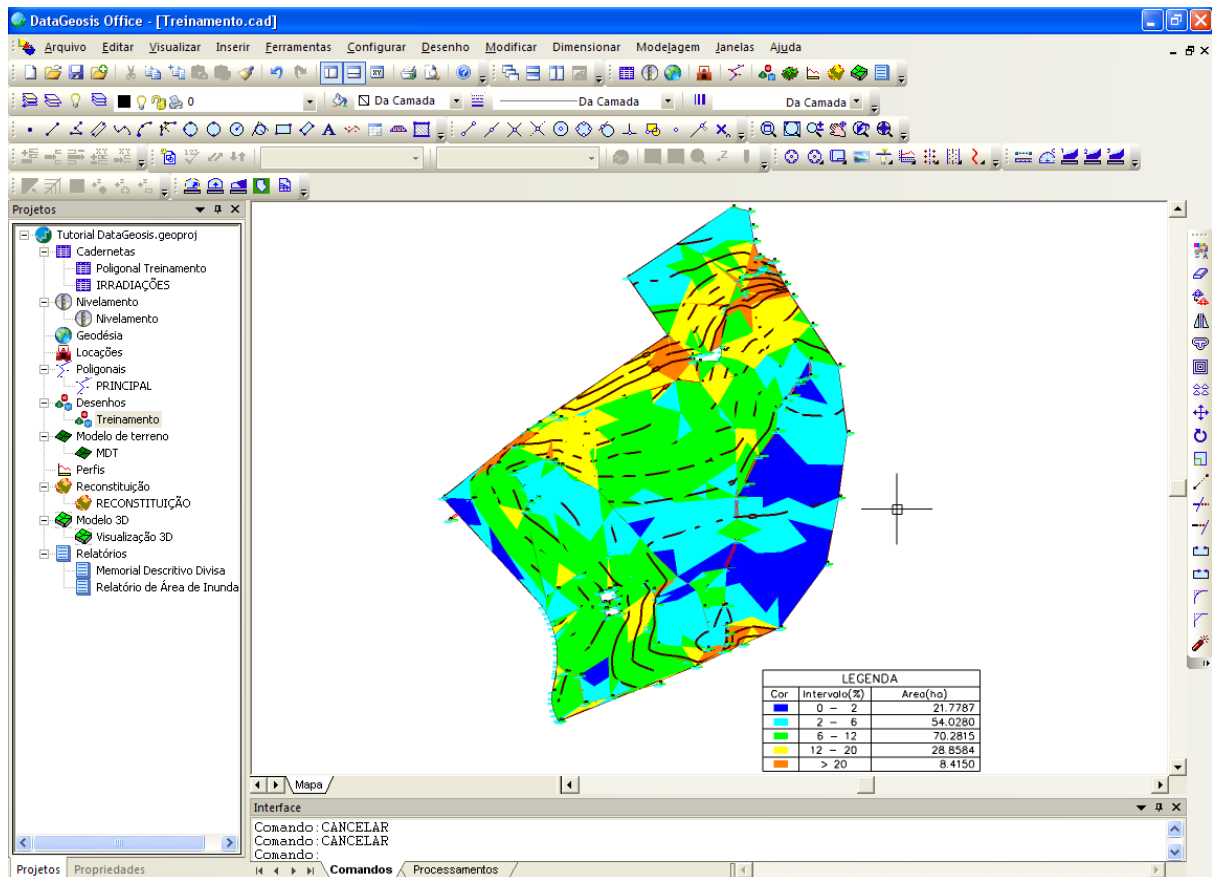 DataGeosis Office - [Treinamento.cad]
Arquivo Editar Visualizar Inserir Ferramentas Configurar Desenho Modificar Dimensionar Modelagem Janelas Ajuda
0 Da Camada Da Camada Da Camada
Projetos
Tutorial DataGeosis.geoproj
Cadernetas
Poligonal Treinamento
IRRADIAÇÕES
Nivelamento
Nivelamento
Geodésia
Locações
Poligonais
PRINCIPAL
Desenhos
Treinamento
Modelo de terreno
MDT
Perfis
Reconstituição
RECONSTITUIÇÃO
Modelo 3D
Visualização 3D
Relatórios
Memorial Descritivo Divisa
Relatório de Área de Inunda
LEGENDA
Cor Intervalo(%) Area(ha)
0 - 2 21.7787
2 - 6 54.0280
6 - 12 70.2815
12 - 20 28.8584
> 20 8.4150
Mapa
Interface
Comando:CANCELAR
Comando:CANCELAR
Comando:
Projetos Propriedades
Comandos Processamentos